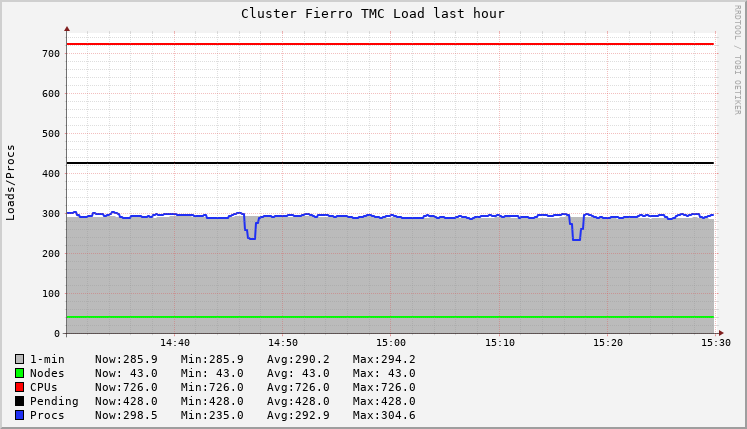 Cluster Fierro TMC Load last hour
RRDTOOL / TOBI OETIKER
Loads/Procs
700
600
500
400
300
200
100
0
14:40 14:50 15:00 15:10 15:20 15:30
1-min Now:285.9 Min:285.9 Avg:290.2 Max:294.2
Nodes Now: 43.0 Min: 43.0 Avg: 43.0 Max: 43.0
CPUs Now:726.0 Min:726.0 Avg:726.0 Max:726.0
Pending Now:428.0 Min:428.0 Avg:428.0 Max:428.0
Procs Now:298.5 Min:235.0 Avg:292.9 Max:304.6